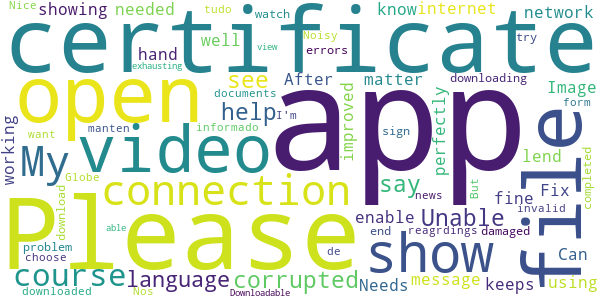 Nice
showing
needed
tudo
watch
know
internet
network
certificate
hand
well
Noisy
errors
try
view
exhausting
see
After
matter
downloading
open
documents
Image
app
file
form
help
I'm
improved
perfectly
sign
want
manten
informado
working
My
video
lend
completed
connection
say
news
But
fine
Fix
invalid
Please
download
Globe
able
enable
Unable
show
end
reagrdings
damaged
problem
choose
de
course
language
corrupted
Needs
message
keeps
Can
using
downloaded
Nos
Downloadable